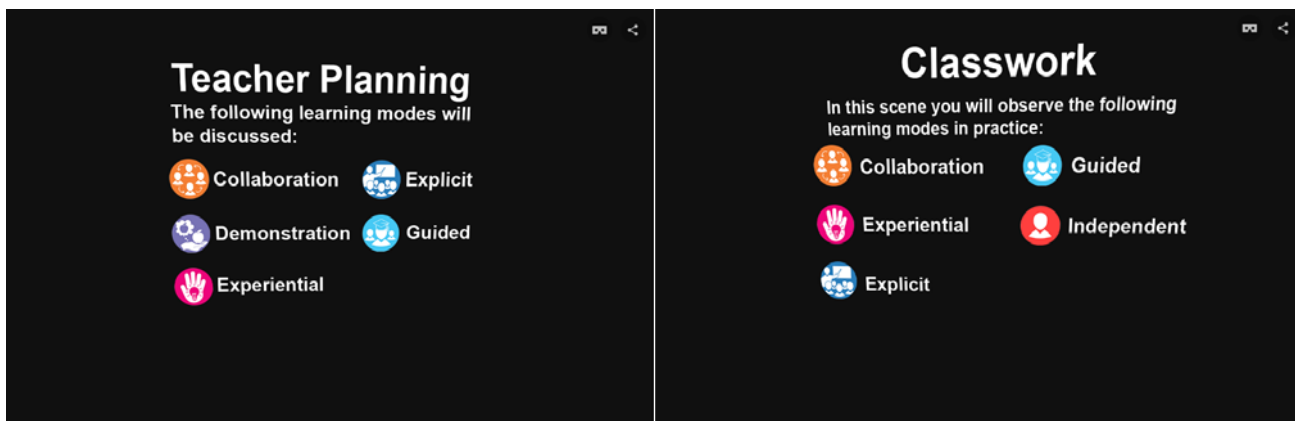 Teacher Planning
The following learning modes will
be discussed:
Collaboration
Explicit
Demonstration
Guided
Experiential
Classwork
In this scene you will observe the following
learning modes in practice:
Collaboration
Guided
Experiential
Independent
Explicit